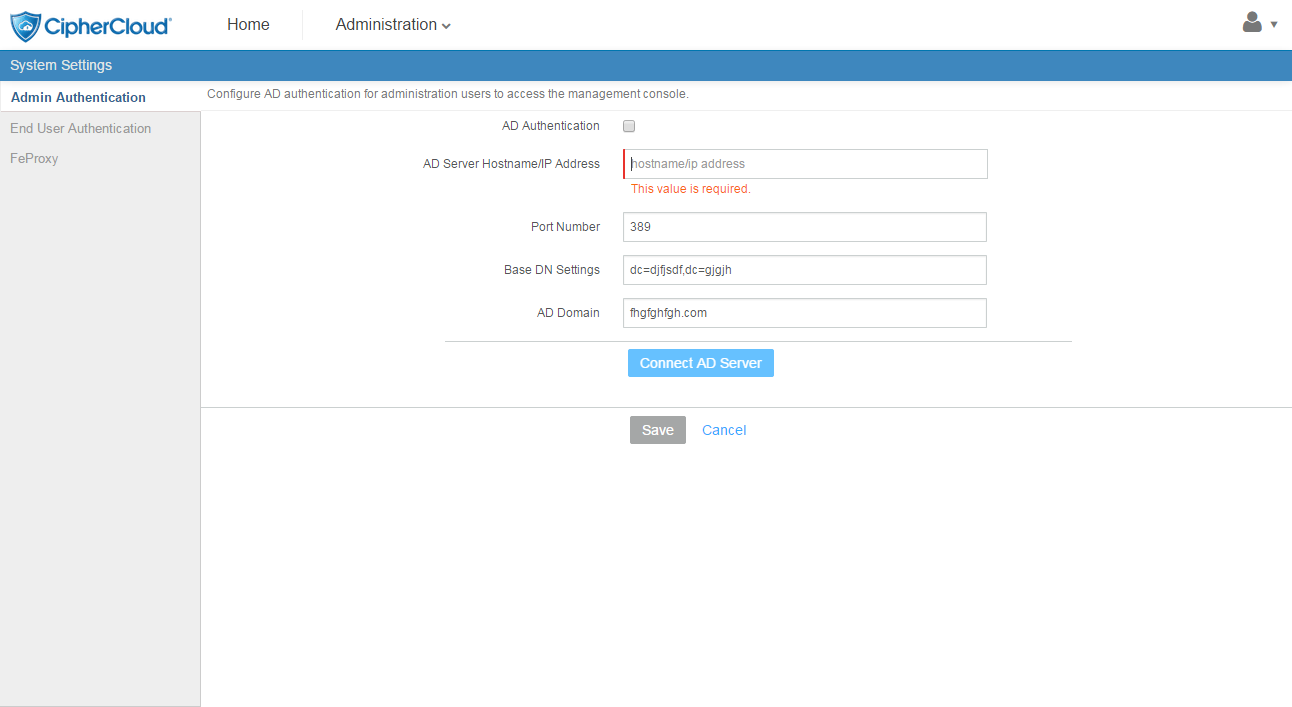 CipherCloud®
Home
Administration
System Settings
Admin Authentication
Configure AD authentication for administration users to access the management console.
End User Authentication
FeProxy
AD Authentication
AD Server Hostname/IP Address
hostname/ip address
This value is required.
Port Number
389
Base DN Settings
dc=djfjsdf,dc=gjgjh
AD Domain
fhgfghfgh.com
Connect AD Server
Save
Cancel